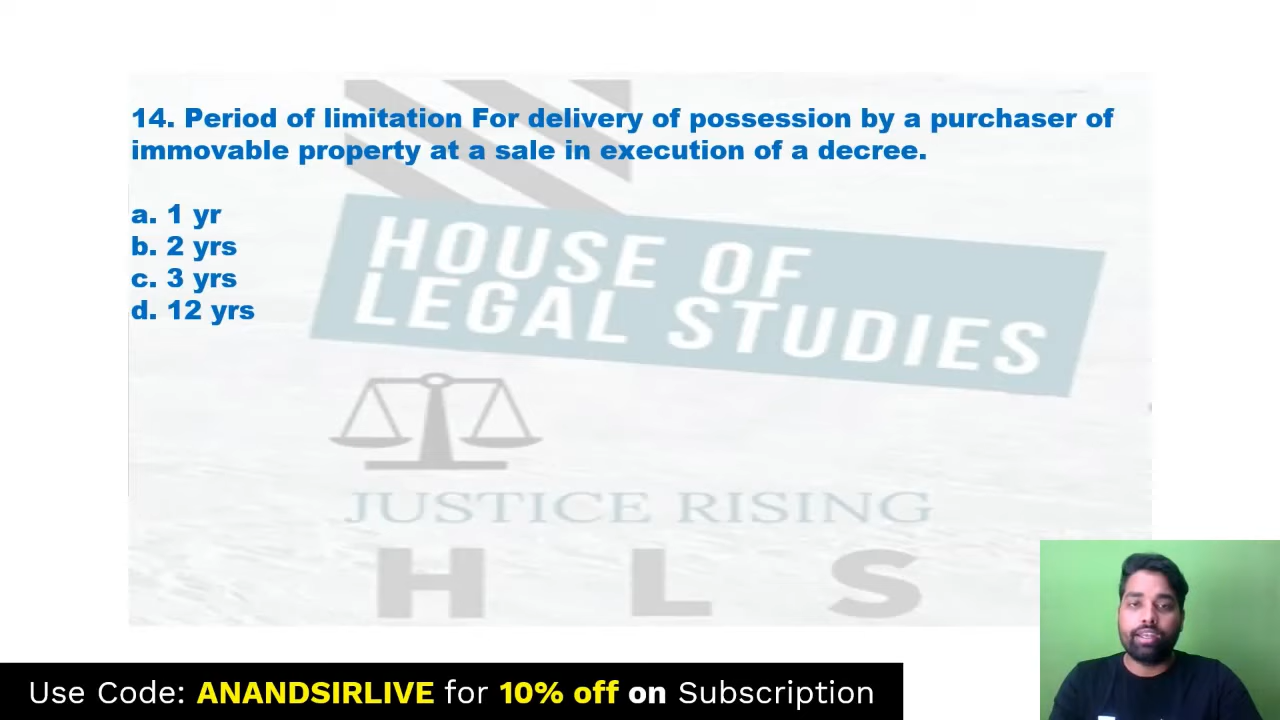 14. Period of limitation For delivery of possession by a purchaser of
immovable property at a sale in execution of a decree.
a. 1 yr
b. 2 yrs
c. 3 yrs
d. 12 yrs
HOUSE OF
LEGAL STUDIES
JUSTICE RISING
H L S
Use Code: ANANDSIRLIVE for 10% off on Subscription